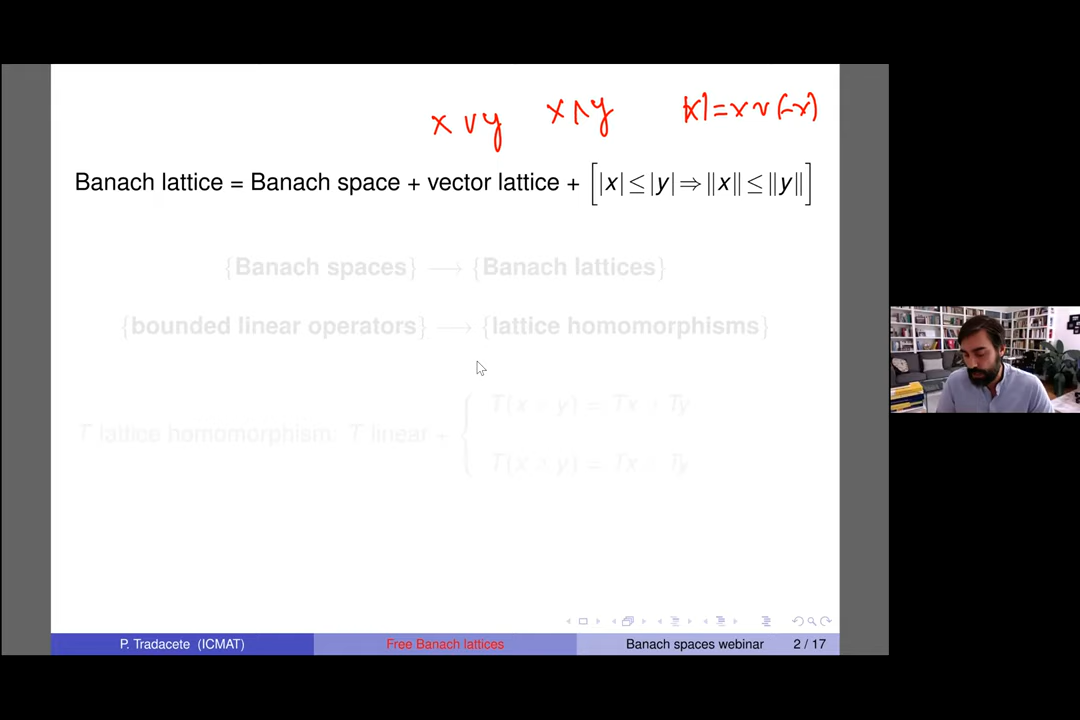 x ∨ y x ∧ y |x| = x ∨ (-x)
Banach lattice = Banach space + vector lattice + [|x| ≤ |y| ⇒ ‖x‖ ≤ ‖y‖]
{Banach spaces} ⟶ {Banach lattices}
{bounded linear operators} ⟶ {lattice homomorphisms}
T lattice homomorphism: T linear +
P. Tradacete (ICMAT) Free Banach lattices Banach spaces webinar 2 / 17